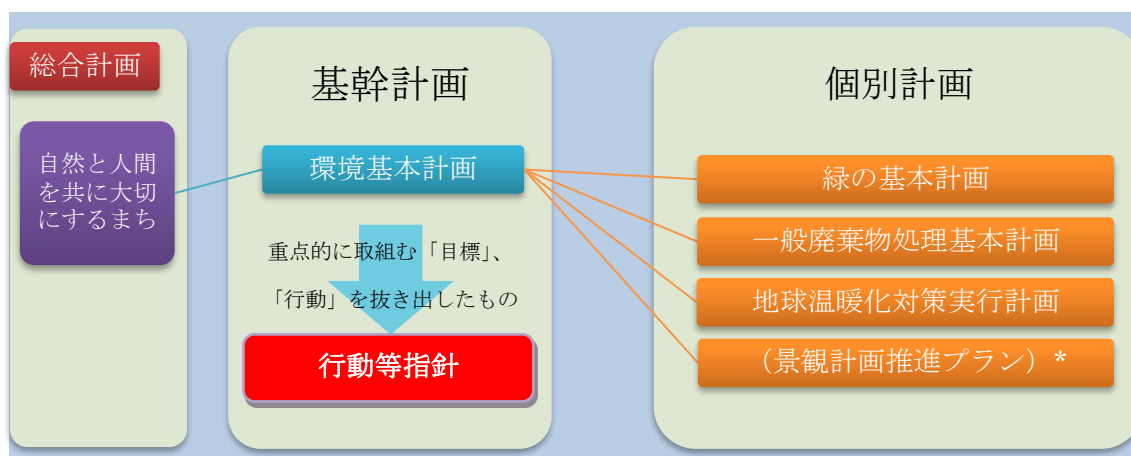 総合計画
自然と人間
を共に大切
にするまち
基幹計画
環境基本計画
重点的に取組む「目標」、
「行動」を抜き出したもの
行動等指針
個別計画
緑の基本計画
一般廃棄物処理基本計画
地球温暖化対策実行計画
（景観計画推進プラン）*